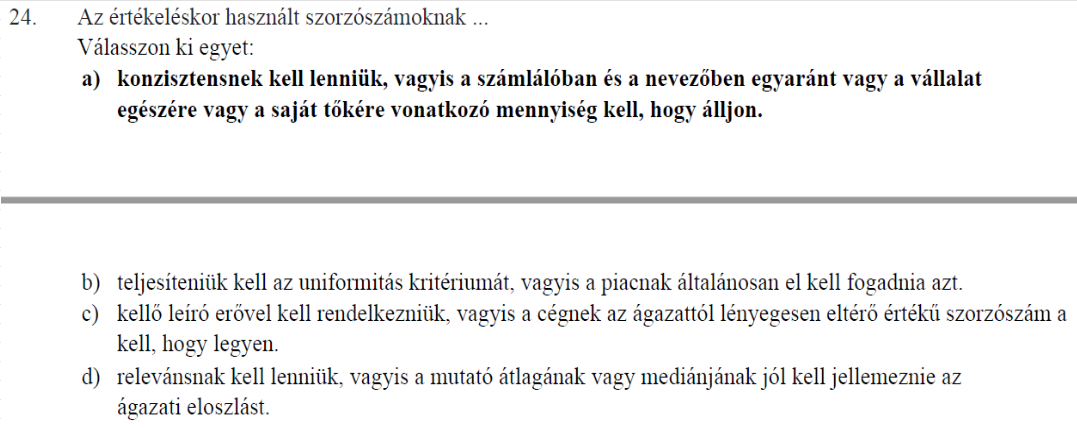 24. Az értékeléskor használt szorzószámoknak ...
Válasszon ki egyet:
a) konzisztensnek kell lenniük, vagyis a számlálóban és a nevezőben egyaránt vagy a vállalat
egészére vagy a saját tőkére vonatkozó mennyiség kell, hogy álljon.
b) teljesíteniük kell az uniformitás kritériumát, vagyis a piacnak általánosan el kell fogadnia azt.
c) kellő leíró erővel kell rendelkezniük, vagyis a cégnek az ágazattól lényegesen eltérő értékű szorzószám a
kell, hogy legyen.
d) relevánsnak kell lenniük, vagyis a mutató átlagának vagy mediánjának jól kell jellemeznie az
ágazati eloszlást.